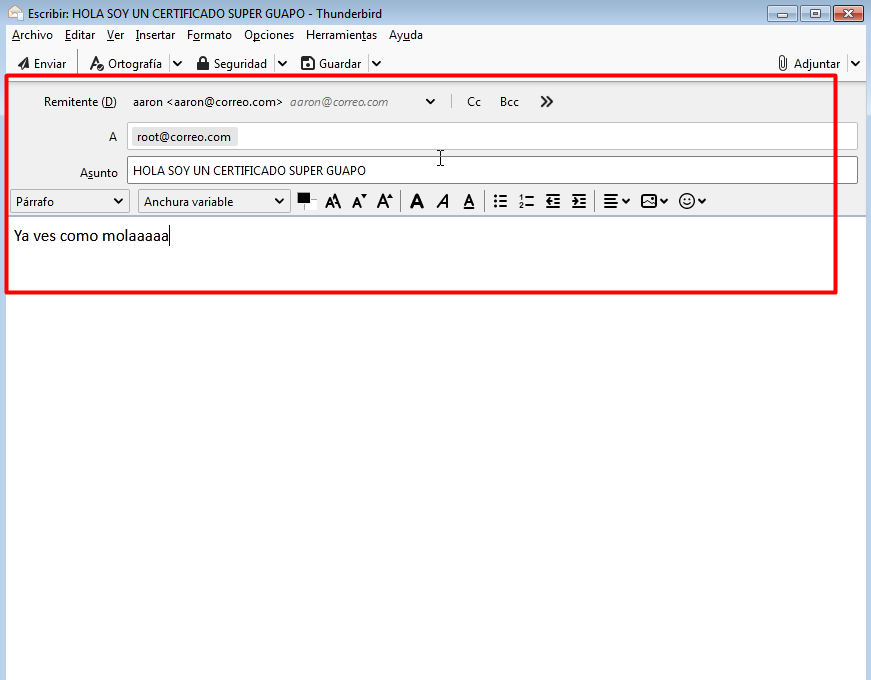 Escribir: HOLA SOY UN CERTIFICADO SUPER GUAPO - Thunderbird
Archivo Editar Ver Insertar Formato Opciones Herramientas Ayuda
Enviar Ortografía Seguridad Guardar Adjuntar
Remitente (D) aaron <aaron@correo.com> aaron@correo.com Cc Bcc
A root@correo.com
Asunto HOLA SOY UN CERTIFICADO SUPER GUAPO
Párrafo Anchura variable
Ya ves como molaaaaa